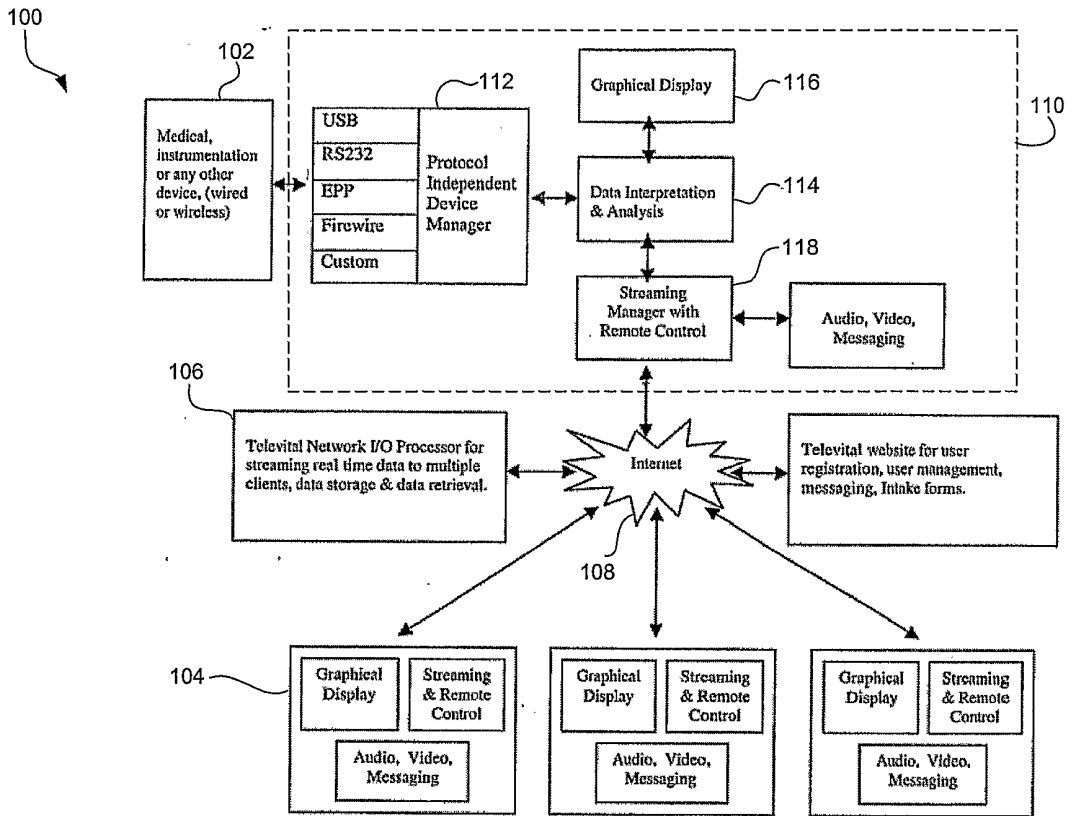 100
102
112
116
110
Medical,
instrumentation
or any other
device, (wired
or wireless)
USB
RS232
EPP
Firewire
Custom
Protocol
Independent
Device
Manager
Graphical Display
Data Interpretation
& Analysis
114
118
Streaming
Manager with
Remote Control
Audio, Video,
Messaging
106
Televital Network I/O Processor for
streaming real time data to multiple
clients, data storage & data retrieval.
Internet
Televital website for user
registration, user management,
messaging, Intake forms.
108
104
Graphical
Display
Streaming
& Remote
Control
Audio, Video,
Messaging
Graphical
Display
Streaming
& Remote
Control
Audio, Video,
Messaging
Graphical
Display
Streaming
& Remote
Control
Audio, Video,
Messaging